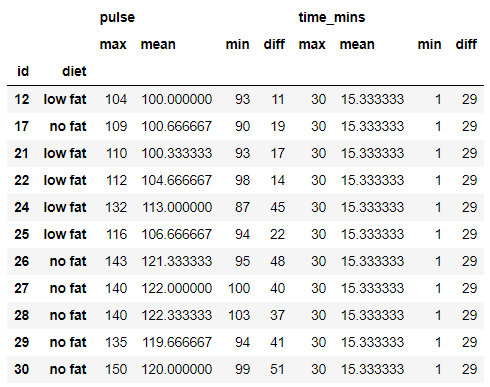 pulse time_mins
max mean min diff max mean min diff
id diet
12 low fat 104 100.000000 93 11 30 15.333333 1 29
17 no fat 109 100.666667 90 19 30 15.333333 1 29
21 low fat 110 100.333333 93 17 30 15.333333 1 29
22 low fat 112 104.666667 98 14 30 15.333333 1 29
24 low fat 132 113.000000 87 45 30 15.333333 1 29
25 low fat 116 106.666667 94 22 30 15.333333 1 29
26 no fat 143 121.333333 95 48 30 15.333333 1 29
27 no fat 140 122.000000 100 40 30 15.333333 1 29
28 no fat 140 122.333333 103 37 30 15.333333 1 29
29 no fat 135 119.666667 94 41 30 15.333333 1 29
30 no fat 150 120.000000 99 51 30 15.333333 1 29